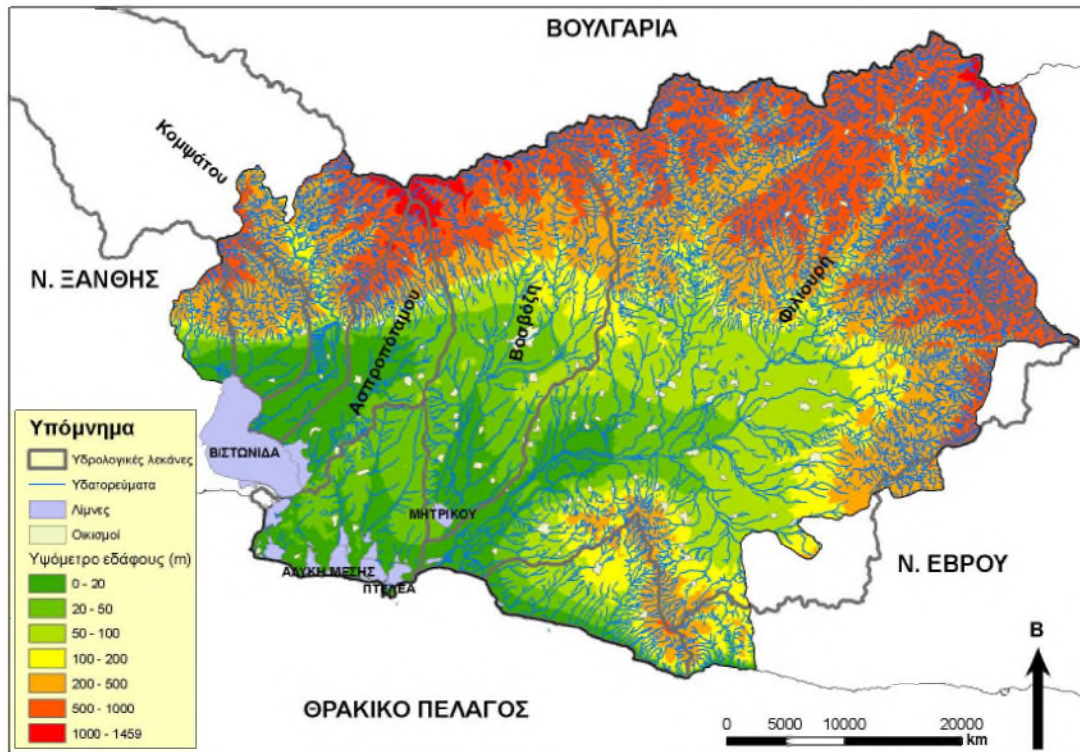 ΒΟΥΛΓΑΡΙΑ
Κομψάτου
Ν. ΞΑΝΘΗΣ
Ασπροπόταμου
Βοσβόζη
Φιλιουρή
ΒΙΣΤΩΝΙΔΑ
ΜΗΤΡΙΚΟΥ
ΑΛΥΚΗ ΜΕΣΗΣ
ΠΤΕΛΕΑ
Ν. ΕΒΡΟΥ
ΘΡΑΚΙΚΟ ΠΕΛΑΓΟΣ
Β
Υπόμνημα
Υδρολογικές λεκάνες
Υδατορεύματα
Λίμνες
Οικισμοί
Υψόμετρο εδάφους (m)
0 - 20
20 - 50
50 - 100
100 - 200
200 - 500
500 - 1000
1000 - 1459
0 5000 10000 20000
km